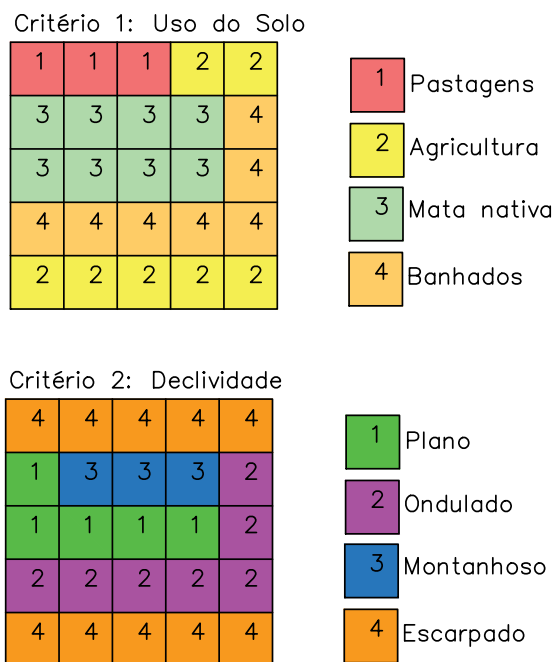 Critério 1: Uso do Solo
1 1 1 2 2
3 3 3 3 4
3 3 3 3 4
4 4 4 4 4
2 2 2 2 2
1 Pastagens
2 Agricultura
3 Mata nativa
4 Banhados
Critério 2: Declividade
4 4 4 4 4
1 3 3 3 2
1 1 1 1 2
2 2 2 2 2
4 4 4 4 4
1 Plano
2 Ondulado
3 Montanhoso
4 Escarpado